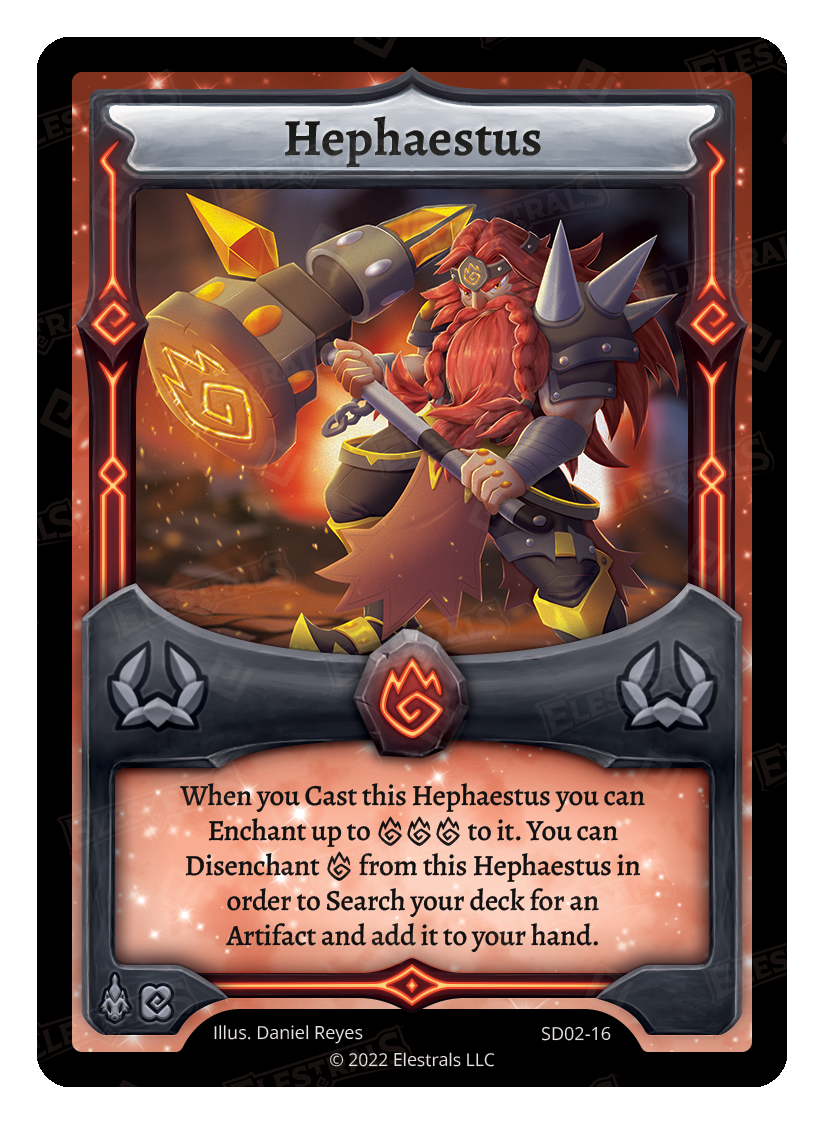 Hephaestus
When you Cast this Hephaestus you can
Enchant up to to it. You can
Disenchant from this Hephaestus in
order to Search your deck for an
Artifact and add it to your hand.
Illus. Daniel Reyes
SD02-16
© 2022 Elestrals LLC
ELESTRALS